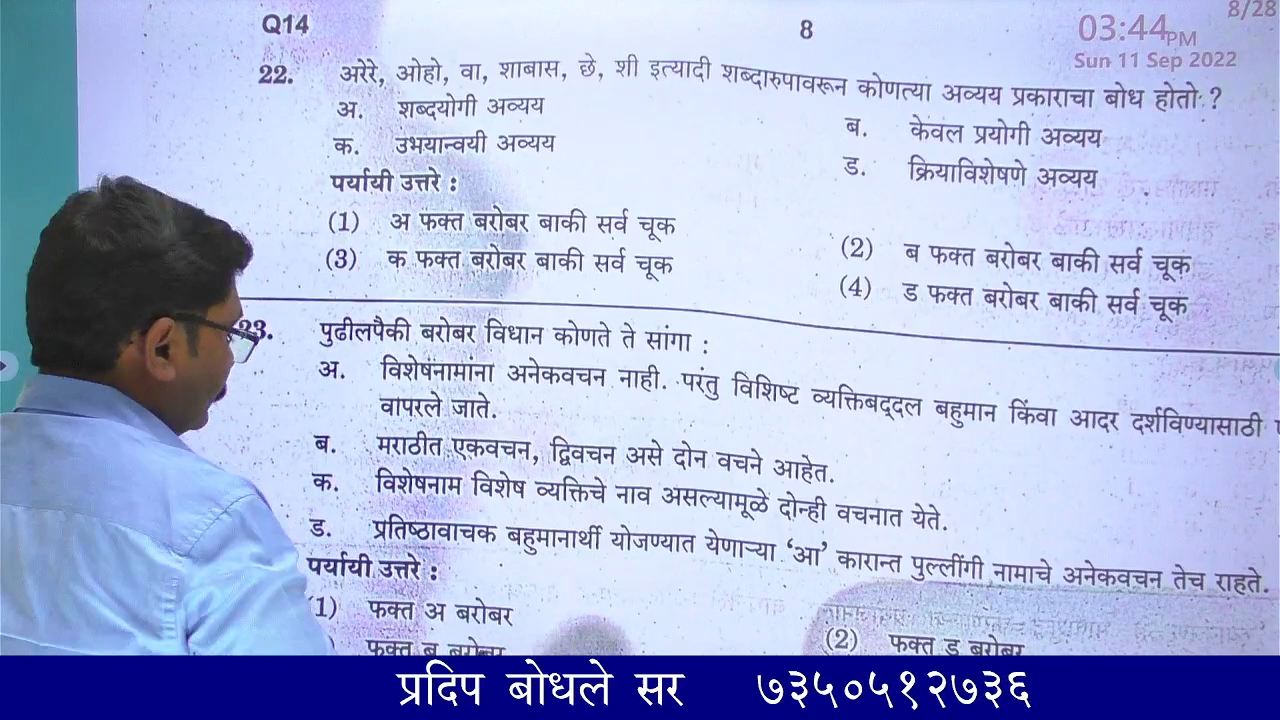 Q14
8
8/28
03:44PM
Sun 11 Sep 2022
22. अरेरे, ओहो, वा, शाबास, छे, शी इत्यादी शब्दारुपावरून कोणत्या अव्यय प्रकाराचा बोध होतो ?
अ. शब्दयोगी अव्यय
ब. केवल प्रयोगी अव्यय
क. उभयान्वयी अव्यय
ड. क्रियाविशेषणे अव्यय
पर्यायी उत्तरे :
(1) अ फक्त बरोबर बाकी सर्व चूक
(2) ब फक्त बरोबर बाकी सर्व चूक
(3) क फक्त बरोबर बाकी सर्व चूक
(4) ड फक्त बरोबर बाकी सर्व चूक
23. पुढीलपैकी बरोबर विधान कोणते ते सांगा :
अ. विशेषनामांना अनेकवचन नाही. परंतु विशिष्ट व्यक्तिबद्दल बहुमान किंवा आदर दर्शविण्यासाठी
वापरले जाते.
ब. मराठीत एकवचन, द्विवचन असे दोन वचने आहेत.
क. विशेषनाम विशेष व्यक्तिचे नाव असल्यामूळे दोन्ही वचनात येते.
ड. प्रतिष्ठावाचक बहुमानार्थी योजण्यात येणाऱ्या ‘आ’ कारान्त पुल्लींगी नामाचे अनेकवचन तेच राहते.
पर्यायी उत्तरे :
1) फक्त अ बरोबर
(2) फक्त ड बरोबर
फक्त ब बरोबर
प्रदिप बोधले सर ७३५०५१२७३६